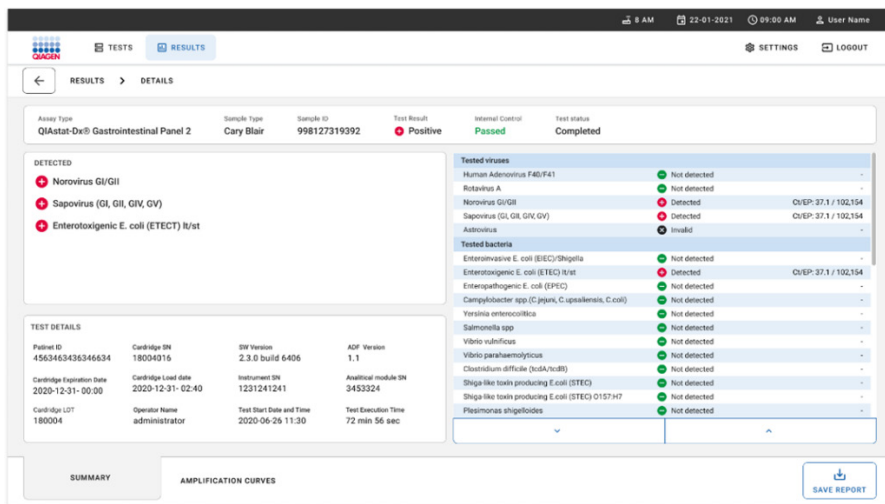 8 AM 22-01-2021 09:00 AM User Name
QIAGEN TESTS RESULTS SETTINGS LOGOUT
RESULTS > DETAILS
Assay Type Sample Type Sample ID Test Result Internal Control Test status
QIAstat-Dx® Gastrointestinal Panel 2 Cary Blair 998127319392 Positive Passed Completed
DETECTED
Norovirus GI/GII
Sapovirus (GI, GII, GIV, GV)
Enterotoxigenic E. coli (ETECT) lt/st
TEST DETAILS
Patinet ID Cardridge SN SW Version ADF Version
4563463436346634 18004016 2.3.0 build 6406 1.1
Cardridge Expiration Date Cardridge Load date Instrument SN Analitical module SN
2020-12-31- 00:00 2020-12-31- 02:40 1231241241 3453324
Cardridge LOT Operator Name Test Start Date and Time Test Execution Time
180004 administrator 2020-06-26 11:30 72 min 56 sec
Tested viruses
Human Adenovirus F40/F41 Not detected -
Rotavirus A Not detected -
Norovirus GI/GII Detected Ct/EP: 37.1 / 102,154
Sapovirus (GI, GII, GIV, GV) Detected Ct/EP: 37.1 / 102,154
Astrovirus Invalid -
Tested bacteria
Enteroinvasive E. coli (EIEC)/Shigella Not detected -
Enterotoxigenic E. coli (ETEC) lt/st Detected Ct/EP: 37.1 / 102,154
Enteropathogenic E. coli (EPEC) Not detected -
Campylobacter spp.(C.jejuni, C.upsaliensis, C.coli) Not detected -
Yersinia enterocolitica Not detected -
Salmonella spp Not detected -
Vibrio vulnificus Not detected -
Vibrio parahaemolyticus Not detected -
Clostridium difficile (tcdA/tcdB) Not detected -
Shiga-like toxin producing E.coli (STEC) Not detected -
Shiga-like toxin producing E.coli (STEC) O157:H7 Not detected -
Plesimonas shigelloides Not detected -
SUMMARY AMPLIFICATION CURVES SAVE REPORT